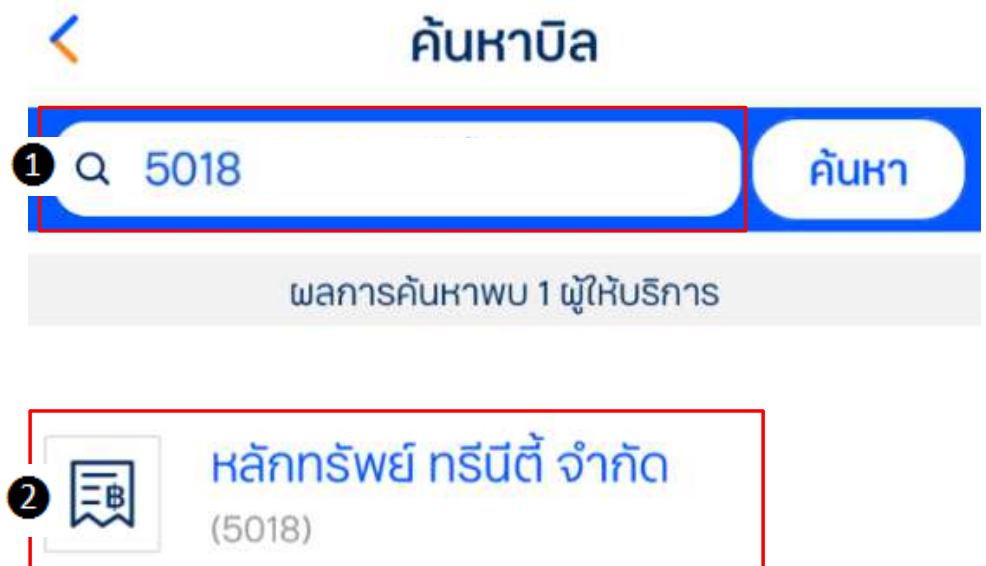 ค้นหาบิล
1 5018 ค้นหา
ผลการค้นหาพบ 1 ผู้ให้บริการ
หลักทรัพย์ ทรีนีตี้ จำกัด
2 ฿
(5018)